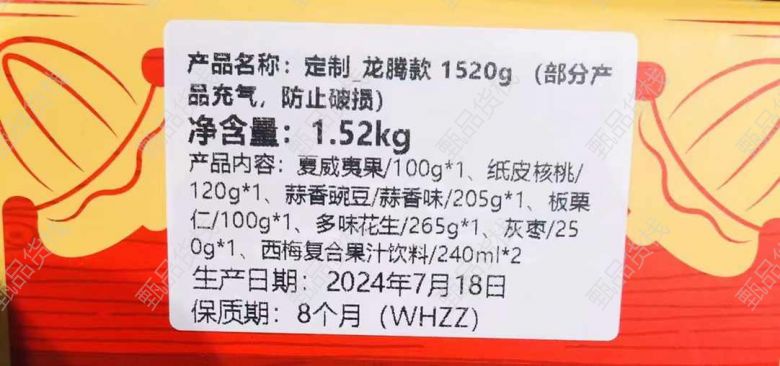 产品名称：定制_龙腾款 1520g （部分产
品充气，防止破损）
净含量：1.52kg
产品内容：夏威夷果/100g*1、纸皮核桃/
120g*1、蒜香豌豆/蒜香味/205g*1、板栗
仁/100g*1、多味花生/265g*1、灰枣/25
0g*1、西梅复合果汁饮料/240ml*2
生产日期：2024年7月18日
保质期：8个月（WHZZ）
甄品货栈